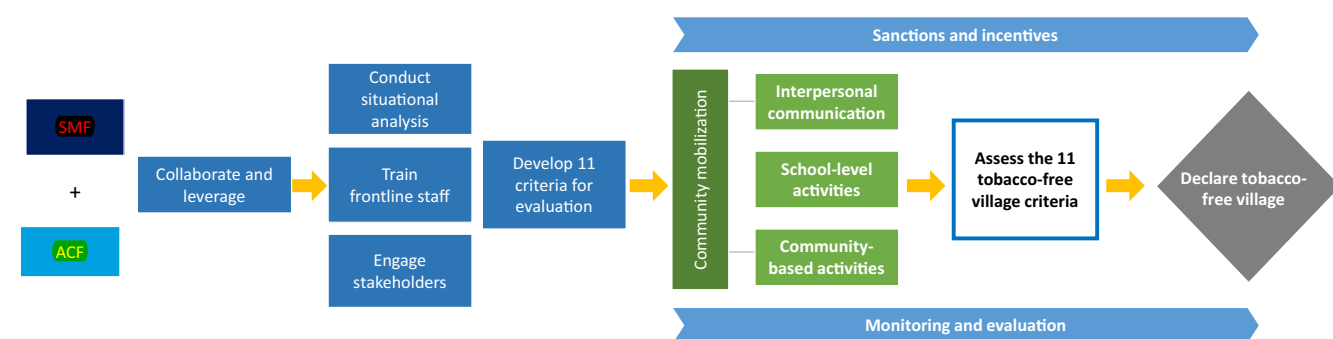 SMF
+
ACF
Collaborate and
leverage
Conduct
situational
analysis
Train
frontline staff
Engage
stakeholders
Develop 11
criteria for
evaluation
Sanctions and incentives
Community mobilization
Interpersonal
communication
School-level
activities
Community-
based activities
Assess the 11
tobacco-free
village criteria
Declare tobacco-
free village
Monitoring and evaluation